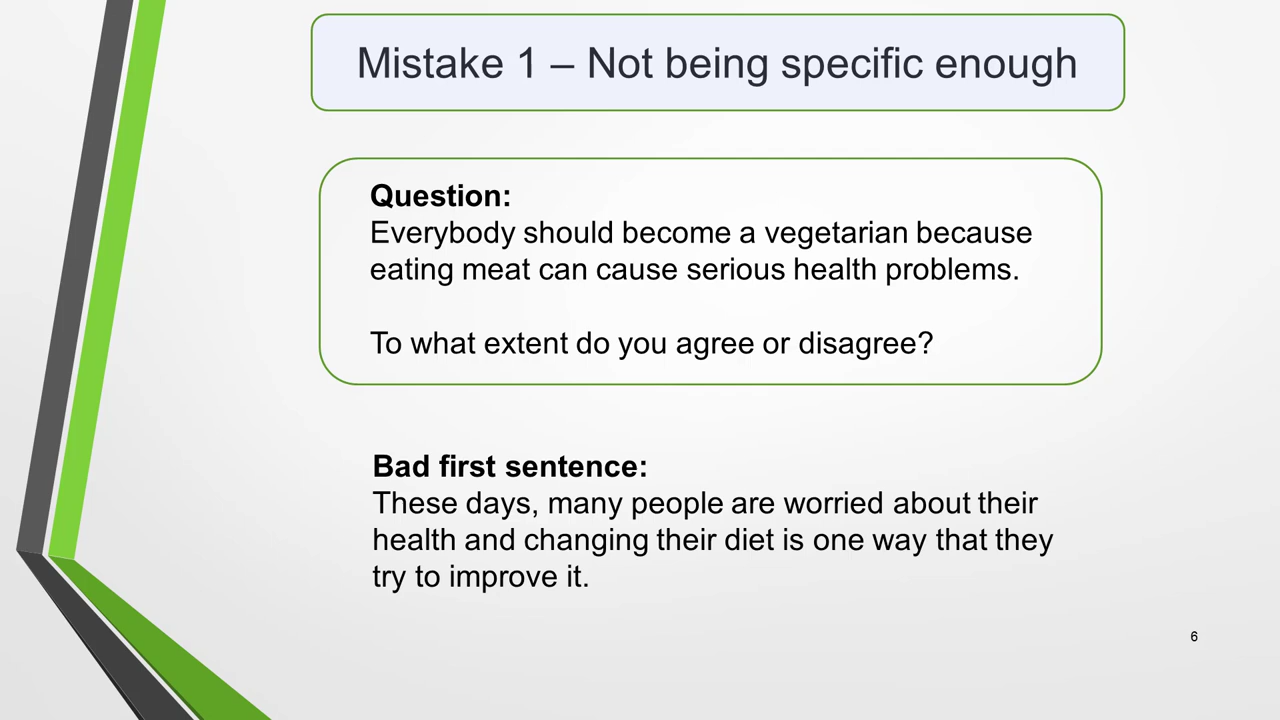 Mistake 1 – Not being specific enough
Question:
Everybody should become a vegetarian because
eating meat can cause serious health problems.
To what extent do you agree or disagree?
Bad first sentence:
These days, many people are worried about their
health and changing their diet is one way that they
try to improve it.
6